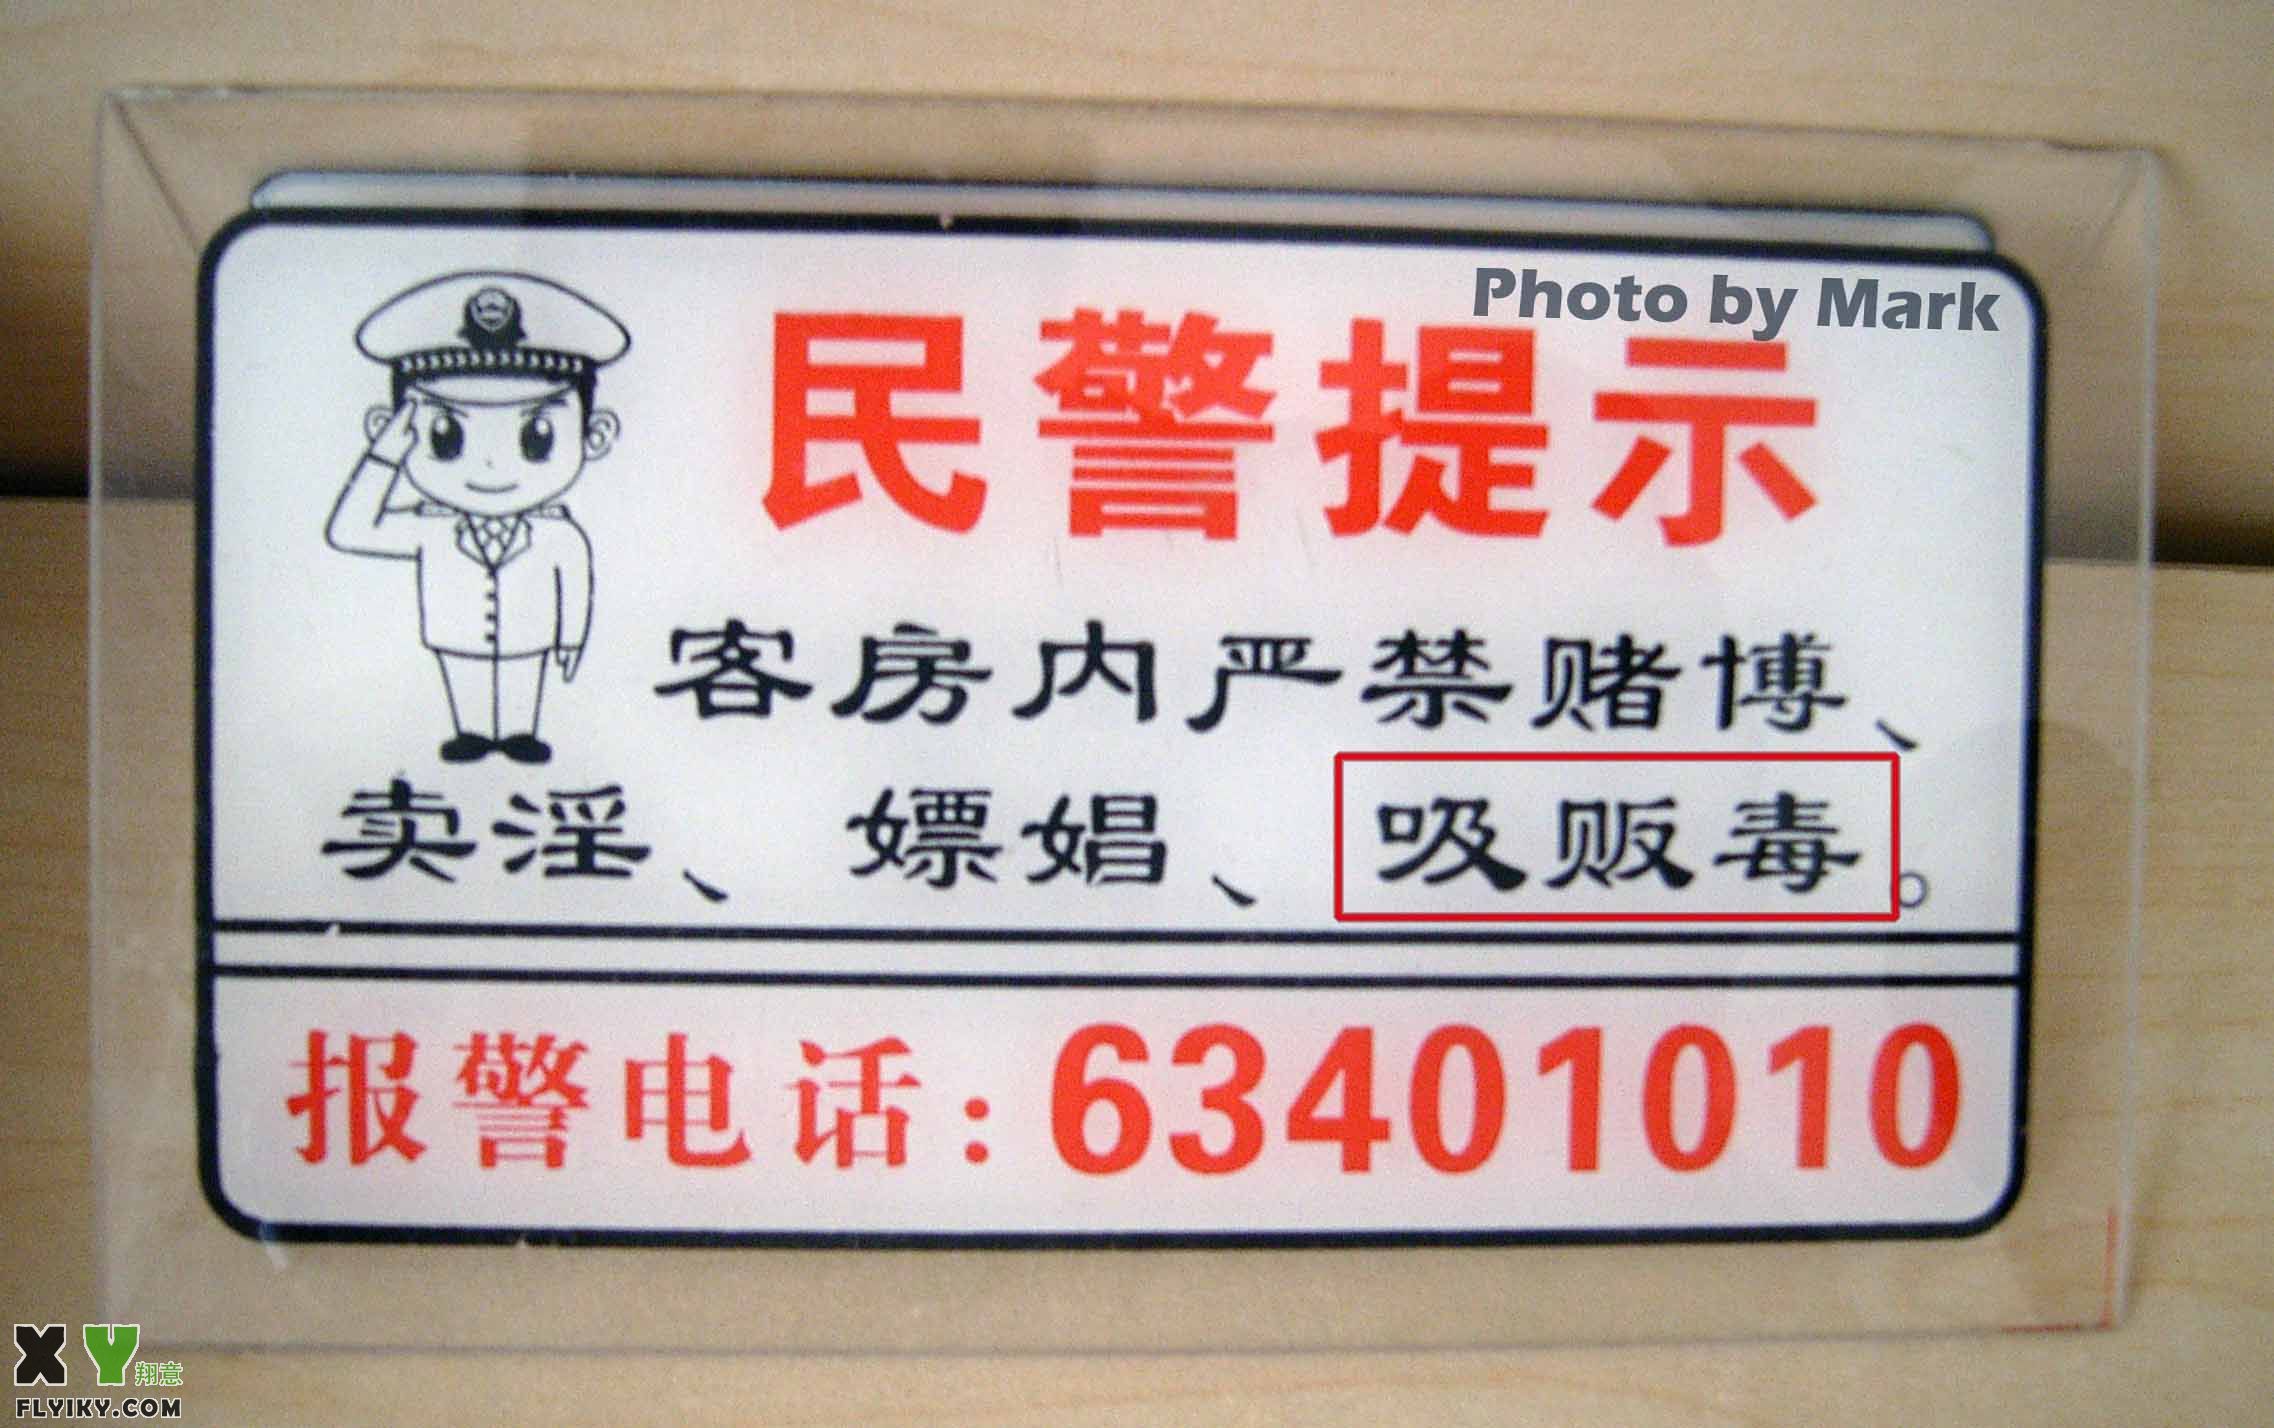 Photo by Mark
民警提示
客房内严禁赌博、
卖淫、嫖娼、吸贩毒。
报警电话：63401010
XY翔意
FLYIKY.COM